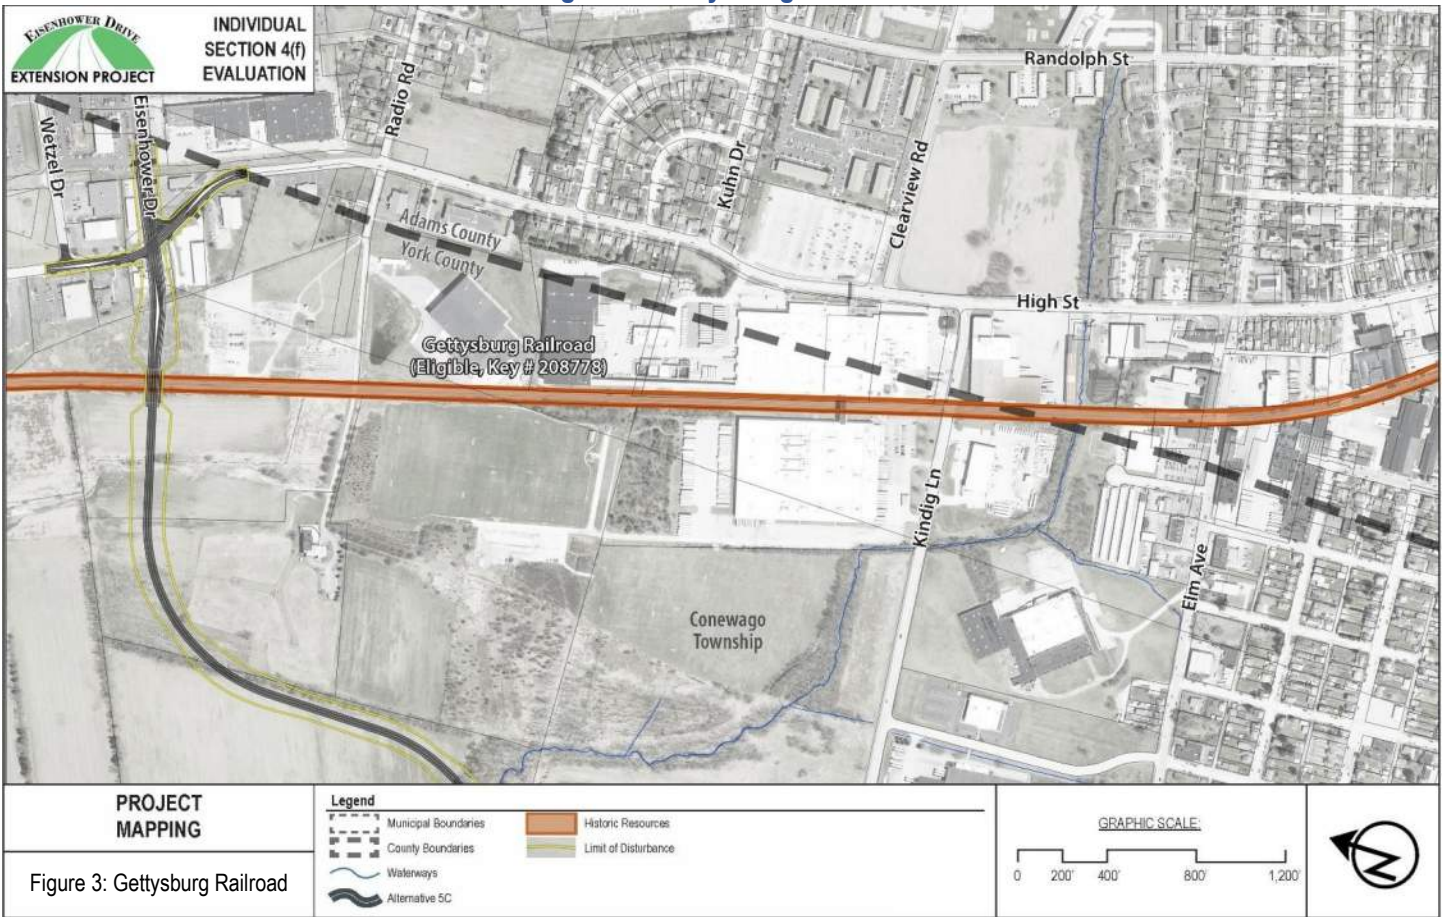 EISENHOWER DRIVE
EXTENSION PROJECT
INDIVIDUAL
SECTION 4(f)
EVALUATION
Randolph St
Radio Rd
Wetzel Dr
Eisenhower Dr
Kuhn Dr
Clearview Rd
Adams County
York County
High St
Gettysburg Railroad
(Eligible, Key # 208778)
Kindig Ln
Elm Ave
Conewago
Township
PROJECT
MAPPING
Figure 3: Gettysburg Railroad
Legend
Municipal Boundaries
County Boundaries
Waterways
Alternative 5C
Historic Resources
Limit of Disturbance
GRAPHIC SCALE:
0 200' 400' 800' 1,200'
N